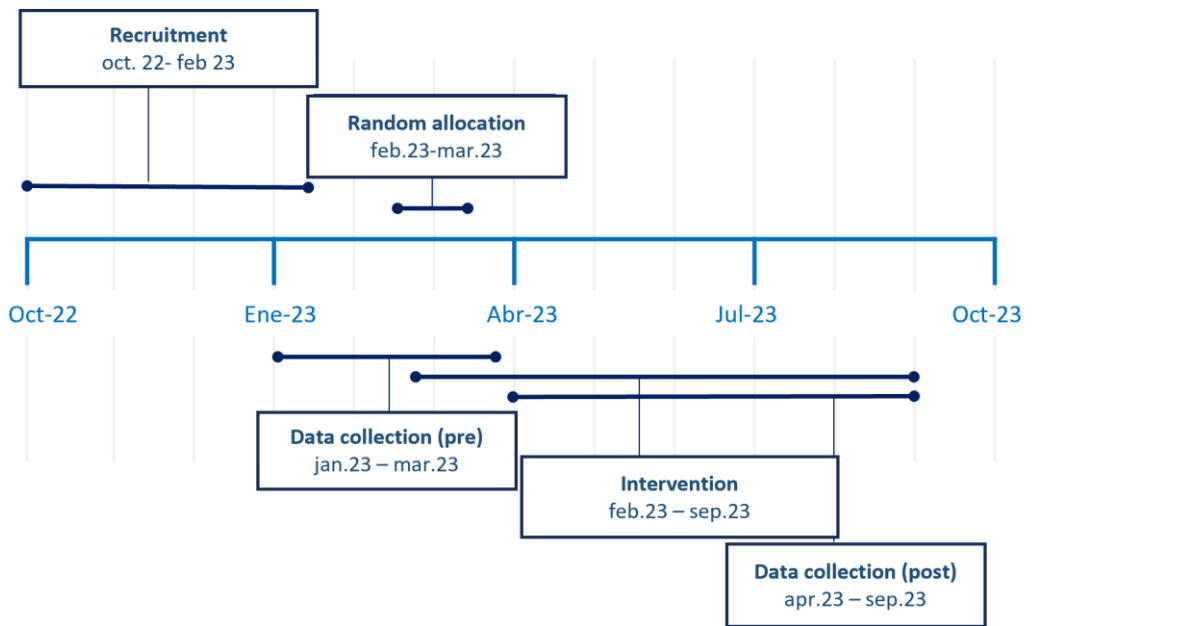 Recruitment
oct. 22- feb 23
Random allocation
feb.23-mar.23
Oct-22
Ene-23
Abr-23
Jul-23
Oct-23
Data collection (pre)
jan.23 – mar.23
Intervention
feb.23 – sep.23
Data collection (post)
apr.23 – sep.23